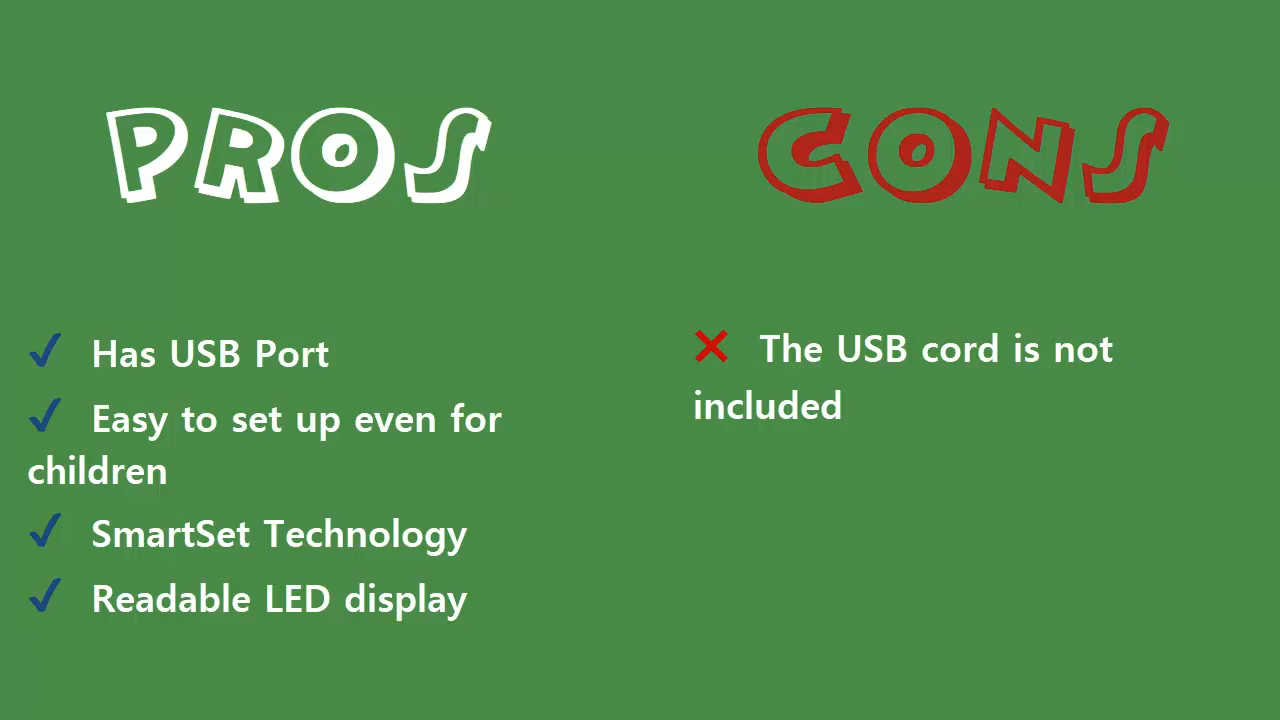 PROS
✓ Has USB Port
✓ Easy to set up even for
children
✓ SmartSet Technology
✓ Readable LED display
CONS
✕ The USB cord is not
included